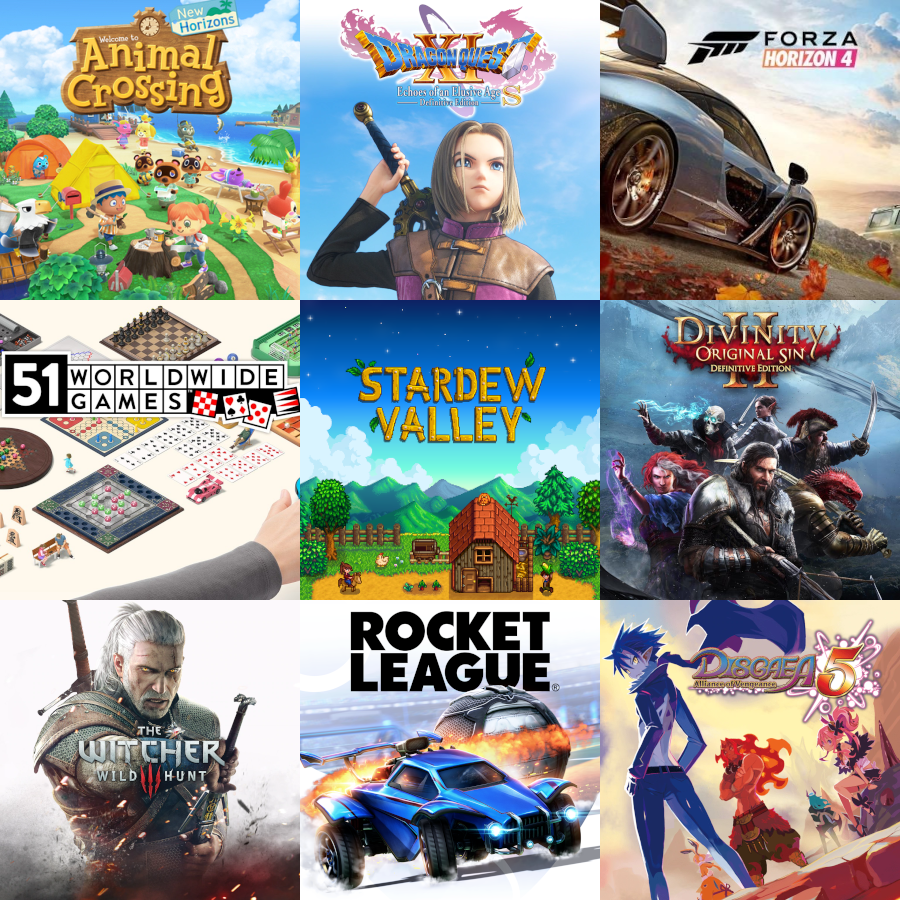 New
Horizons
Welcome to
Animal
Crossing
DRAGON QUEST
XI
Echoes of an Elusive Age S
Definitive Edition
FORZA
HORIZON 4
51 WORLDWIDE
GAMES
STARDEW
VALLEY
DIVINITY
II
ORIGINAL SIN
DEFINITIVE EDITION
THE
WITCHER
WILD HUNT
III
ROCKET
LEAGUE®
DISGAEA 5
Alliance of Vengeance